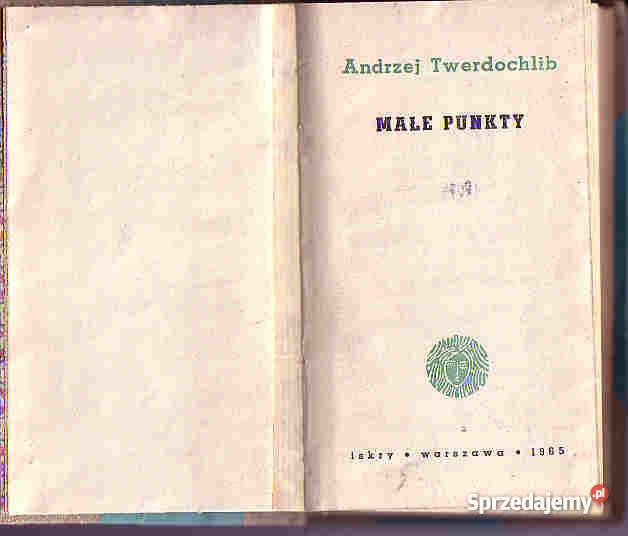 Andrzej Twerdochlib
MAŁE PUNKTY
iskry • warszawa • 1965
Sprzedajemy.pl